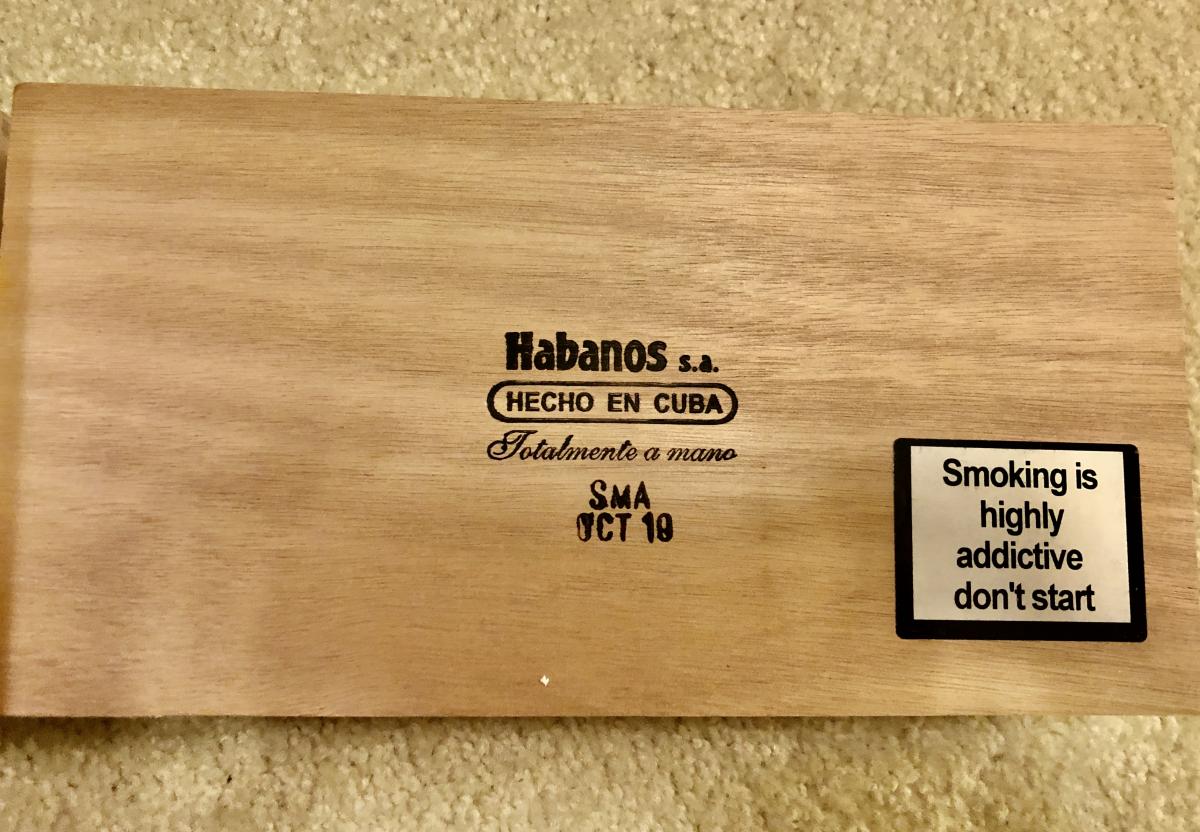 Habanos s.a.
HECHO EN CUBA
Totalmente a mano
SMA
OCT 19
Smoking is
highly
addictive
don't start